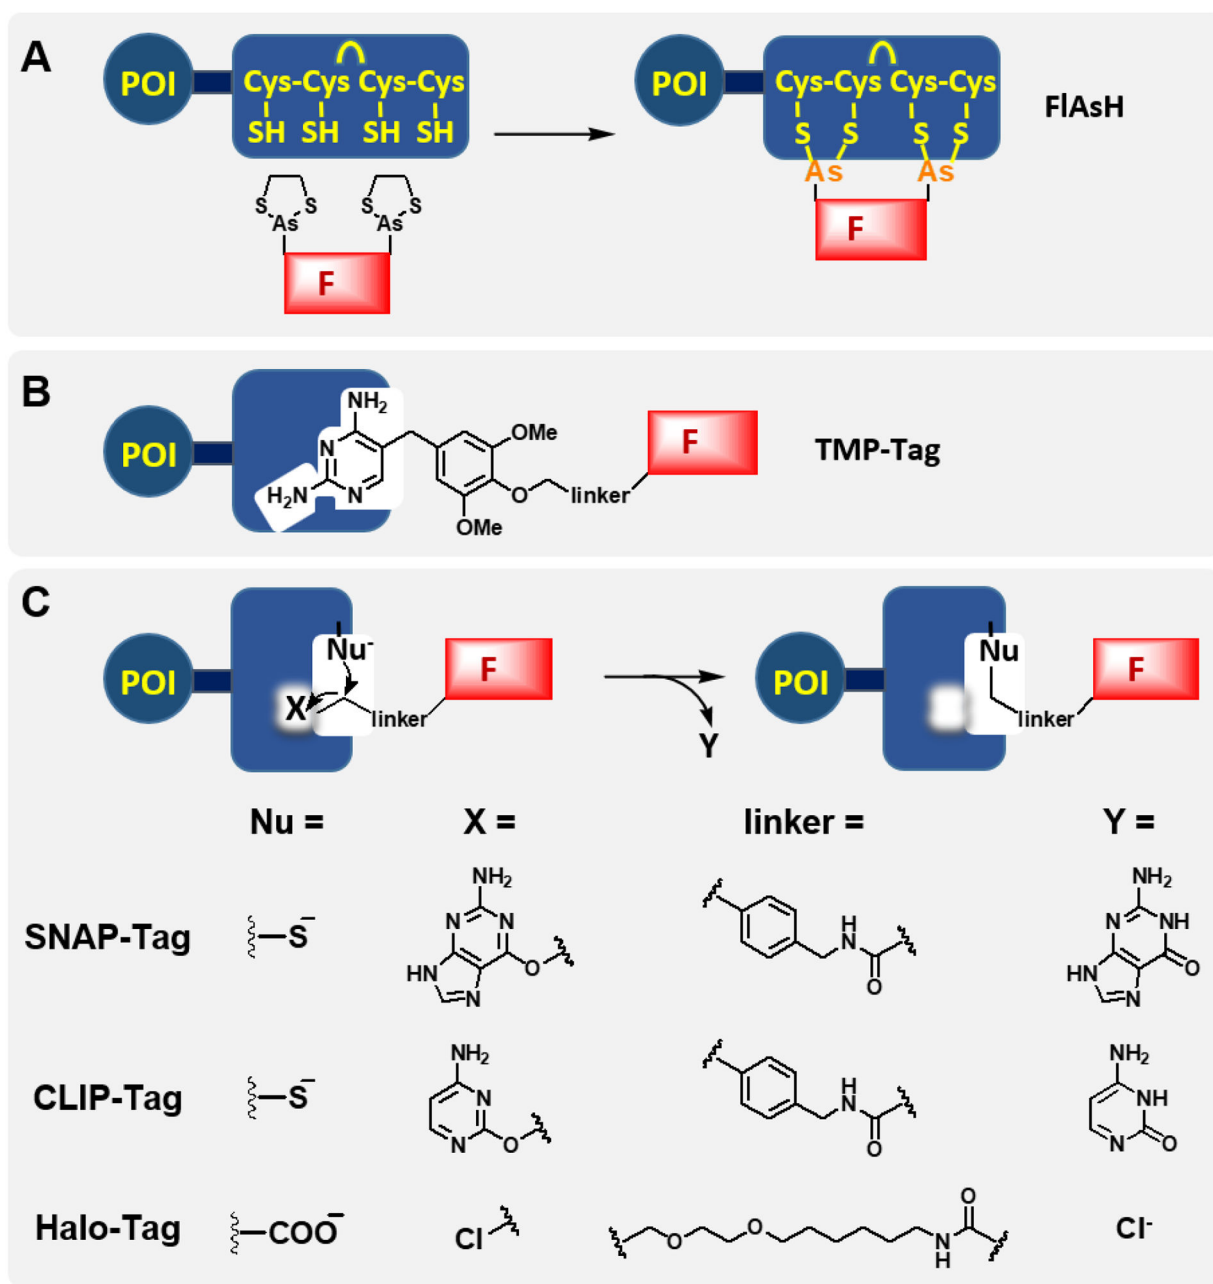 A
POI
Cys-Cys Cys-Cys
SH SH SH SH
S S S S
As As
F
POI
Cys-Cys Cys-Cys
S S S S
As As
F
FlAsH
B
POI
NH2
N
H2N N
OMe
O linker
OMe
F
TMP-Tag
C
POI
Nu-
X
linker
F
Y
POI
Nu
linker
F
Nu = X = linker = Y =
SNAP-Tag
S-
NH2
N N
HN O
N
H
N
O
NH2
N NH
HN O
N
CLIP-Tag
S-
NH2
N
N O
H
N
O
NH2
NH
N O
Halo-Tag
COO-
Cl
O O N
H
O
Cl-